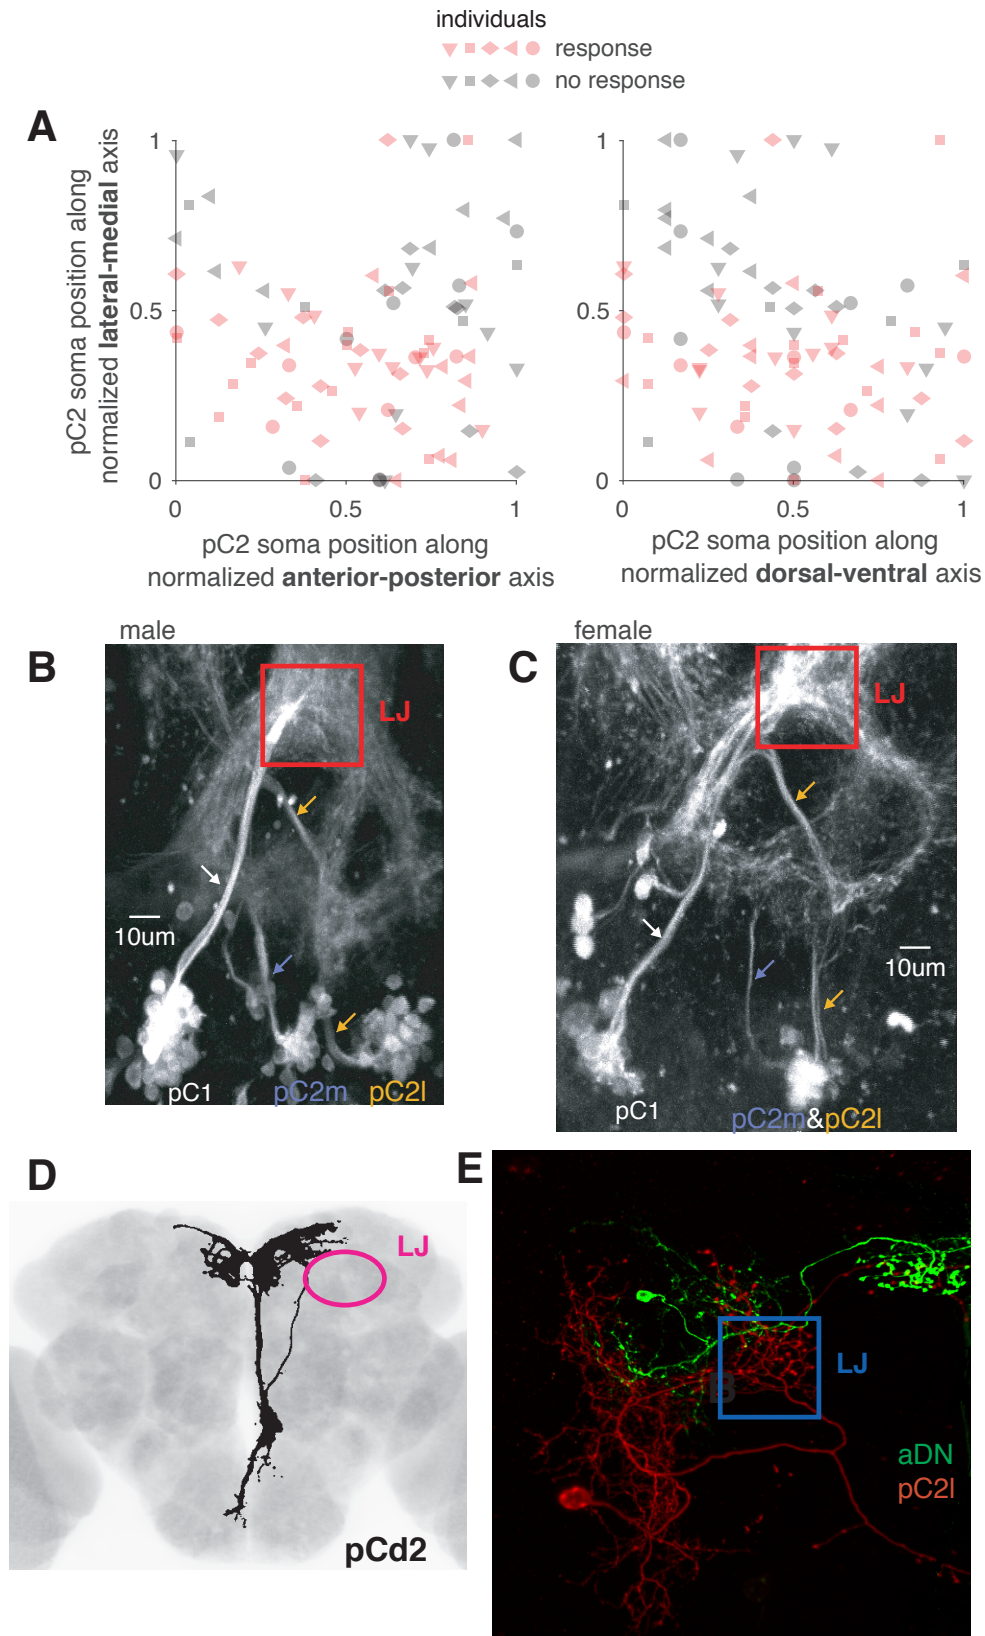 individuals
response
no response
A
1
0.5
0
0
0.5
1
pC2 soma position along
normalized lateral-medial axis
pC2 soma position along
normalized anterior-posterior axis
1
0.5
0
0
0.5
1
pC2 soma position along
normalized dorsal-ventral axis
B
male
LJ
10um
pC1
pC2m
pC2l
C
female
LJ
10um
pC1
pC2m&pC2l
D
LJ
pCd2
E
B
LJ
aDN
pC2l